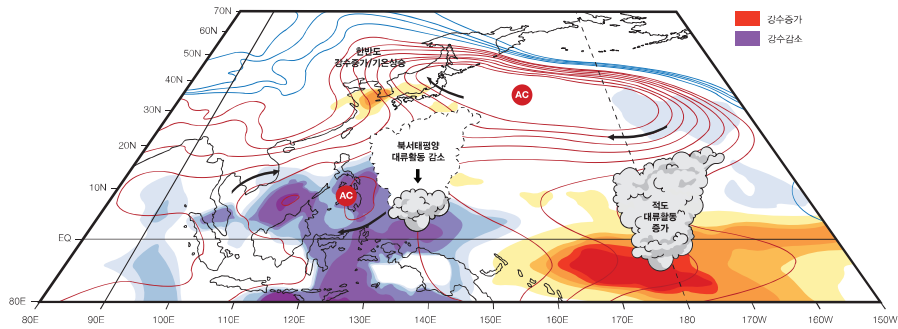 70N
60N
50N
40N
30N
20N
10N
EQ
80E
90E
100E
110E
120E
130E
140E
150E
160E
170E
180
170W
160W
150W
강수증가
강수감소
한반도
강수증가/기온상승
AC
북서태평양
대류활동 감소
AC
적도
대류활동
증가